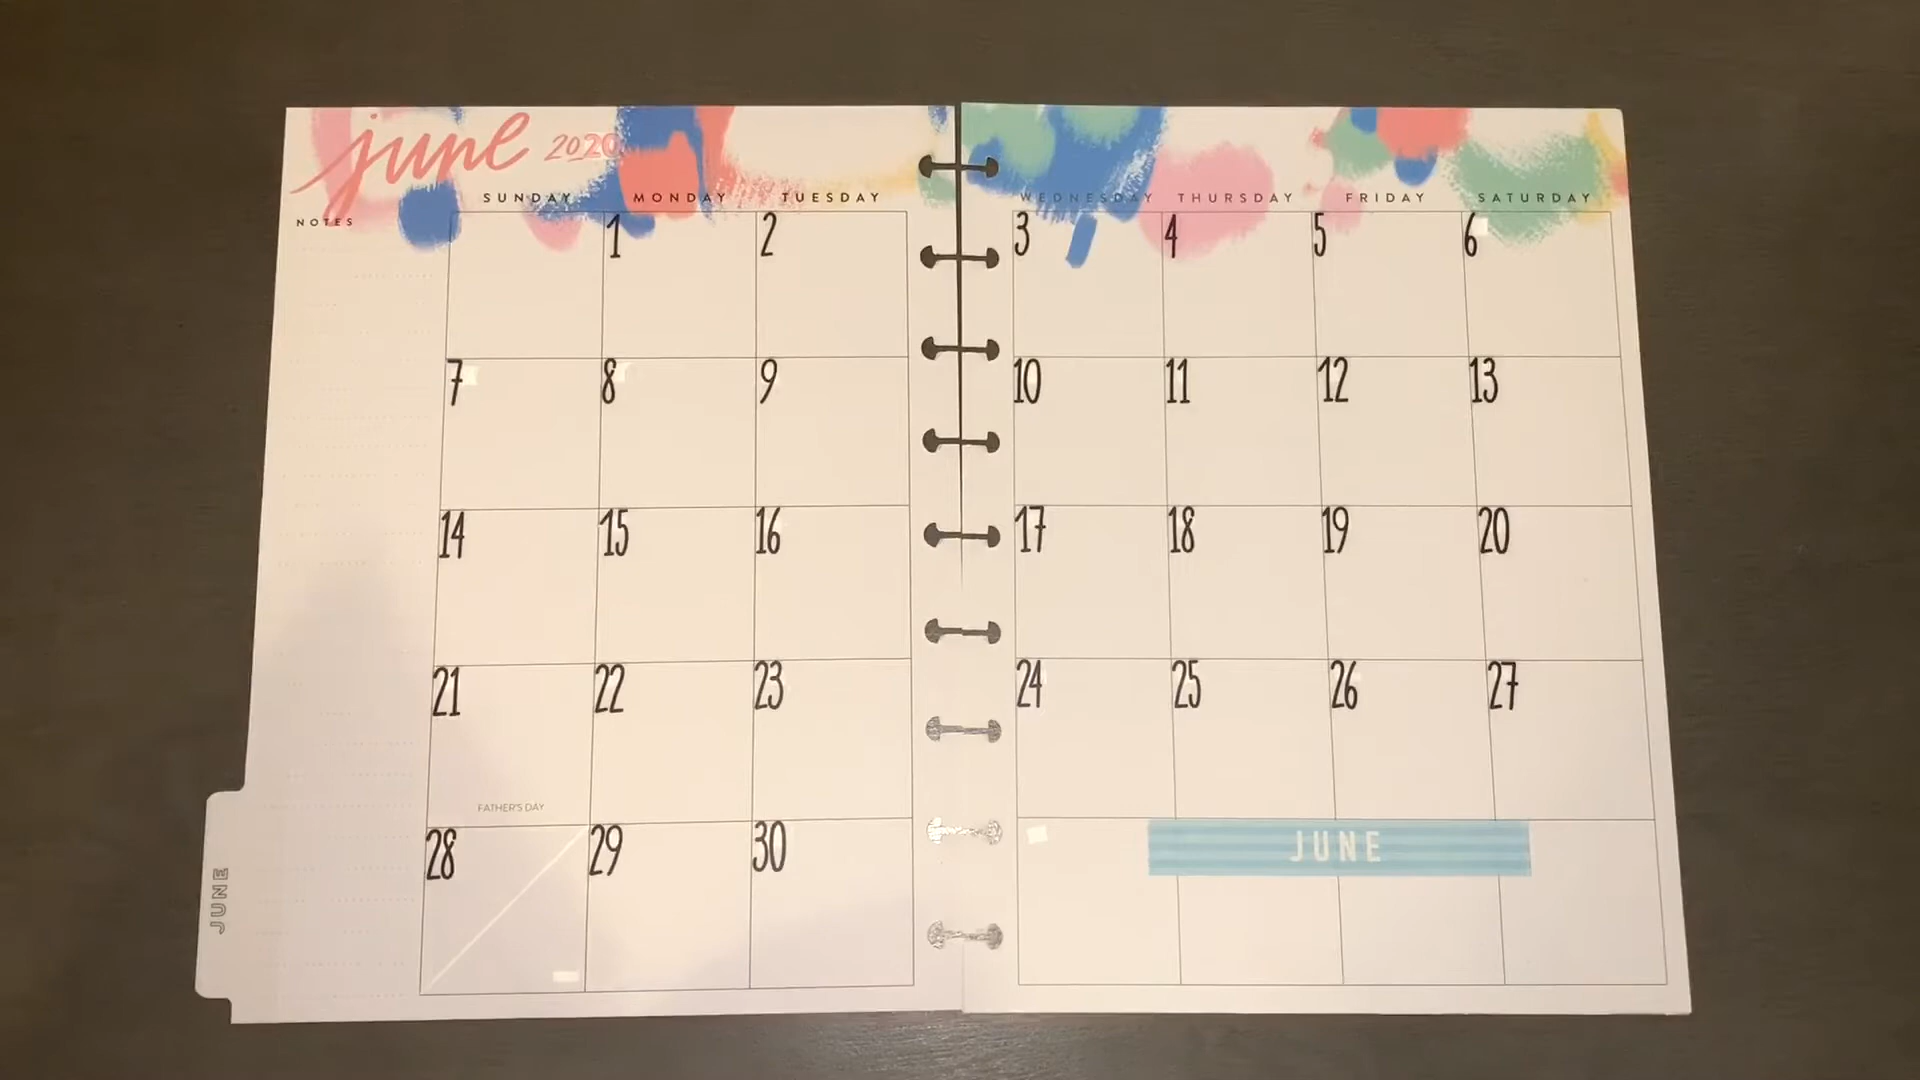 june 2020
SUNDAY MONDAY TUESDAY WEDNESDAY THURSDAY FRIDAY SATURDAY
NOTES
1 2 3 4 5 6
7 8 9 10 11 12 13
14 15 16 17 18 19 20
21 22 23 24 25 26 27
FATHER'S DAY
28 29 30
JUNE
JUNE